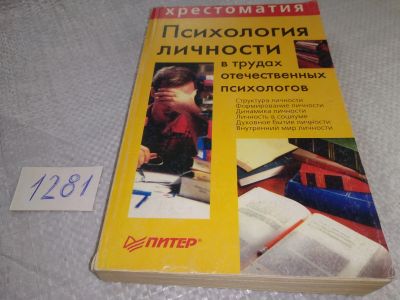 хрестоматия
Психология
личности
в трудах
отечественных
психологов
Структура личности
Формирование личности
Динамика личности
Личность в социуме
Духовное бытие личности
Внутренний мир личности
1281
ПИТЕР®